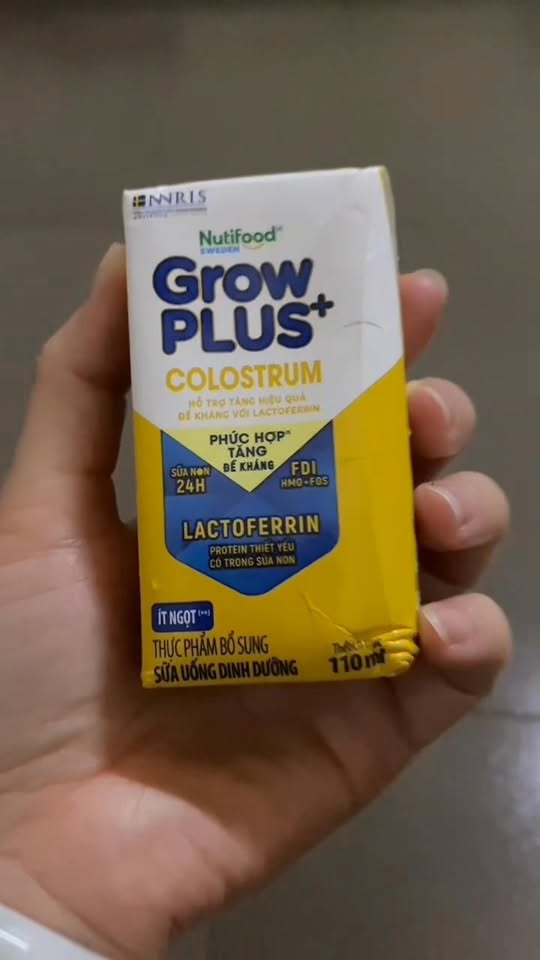 NNRIS
Nutifood
SWEDEN
Grow
PLUS+
COLOSTRUM
HỖ TRỢ TĂNG HIỆU QUẢ
ĐỀ KHÁNG VỚI LACTOFERRIN
PHỨC HỢP
TĂNG
ĐỀ KHÁNG
SỮA NON
24H
FDI
HMO+FOS
LACTOFERRIN
PROTEIN THIẾT YẾU
CÓ TRONG SỮA NON
ÍT NGỌT (**)
THỰC PHẨM BỔ SUNG
SỮA UỐNG DINH DƯỠNG
110 ml